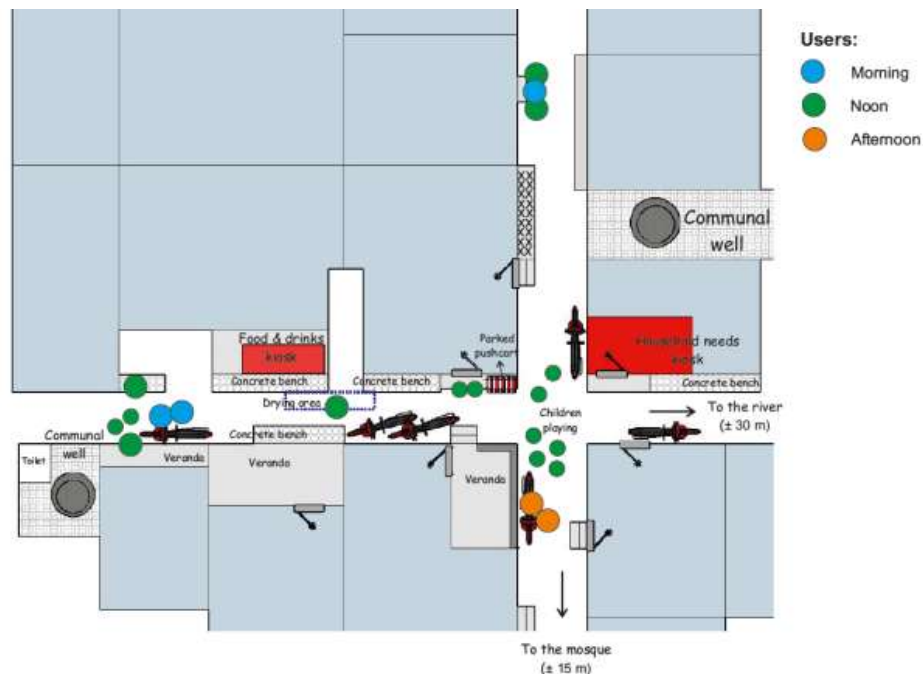 Users:
Morning
Noon
Afternoon
Communal
well
Food & drinks
kiosk
Parked
pushcart
Household needs
kiosk
Concrete bench
Concrete bench
Concrete bench
Drying area
To the river
(± 30 m)
Children
playing
Communal
well
Concrete bench
Toilet
Veranda
Veranda
Veranda
To the mosque
(± 15 m)